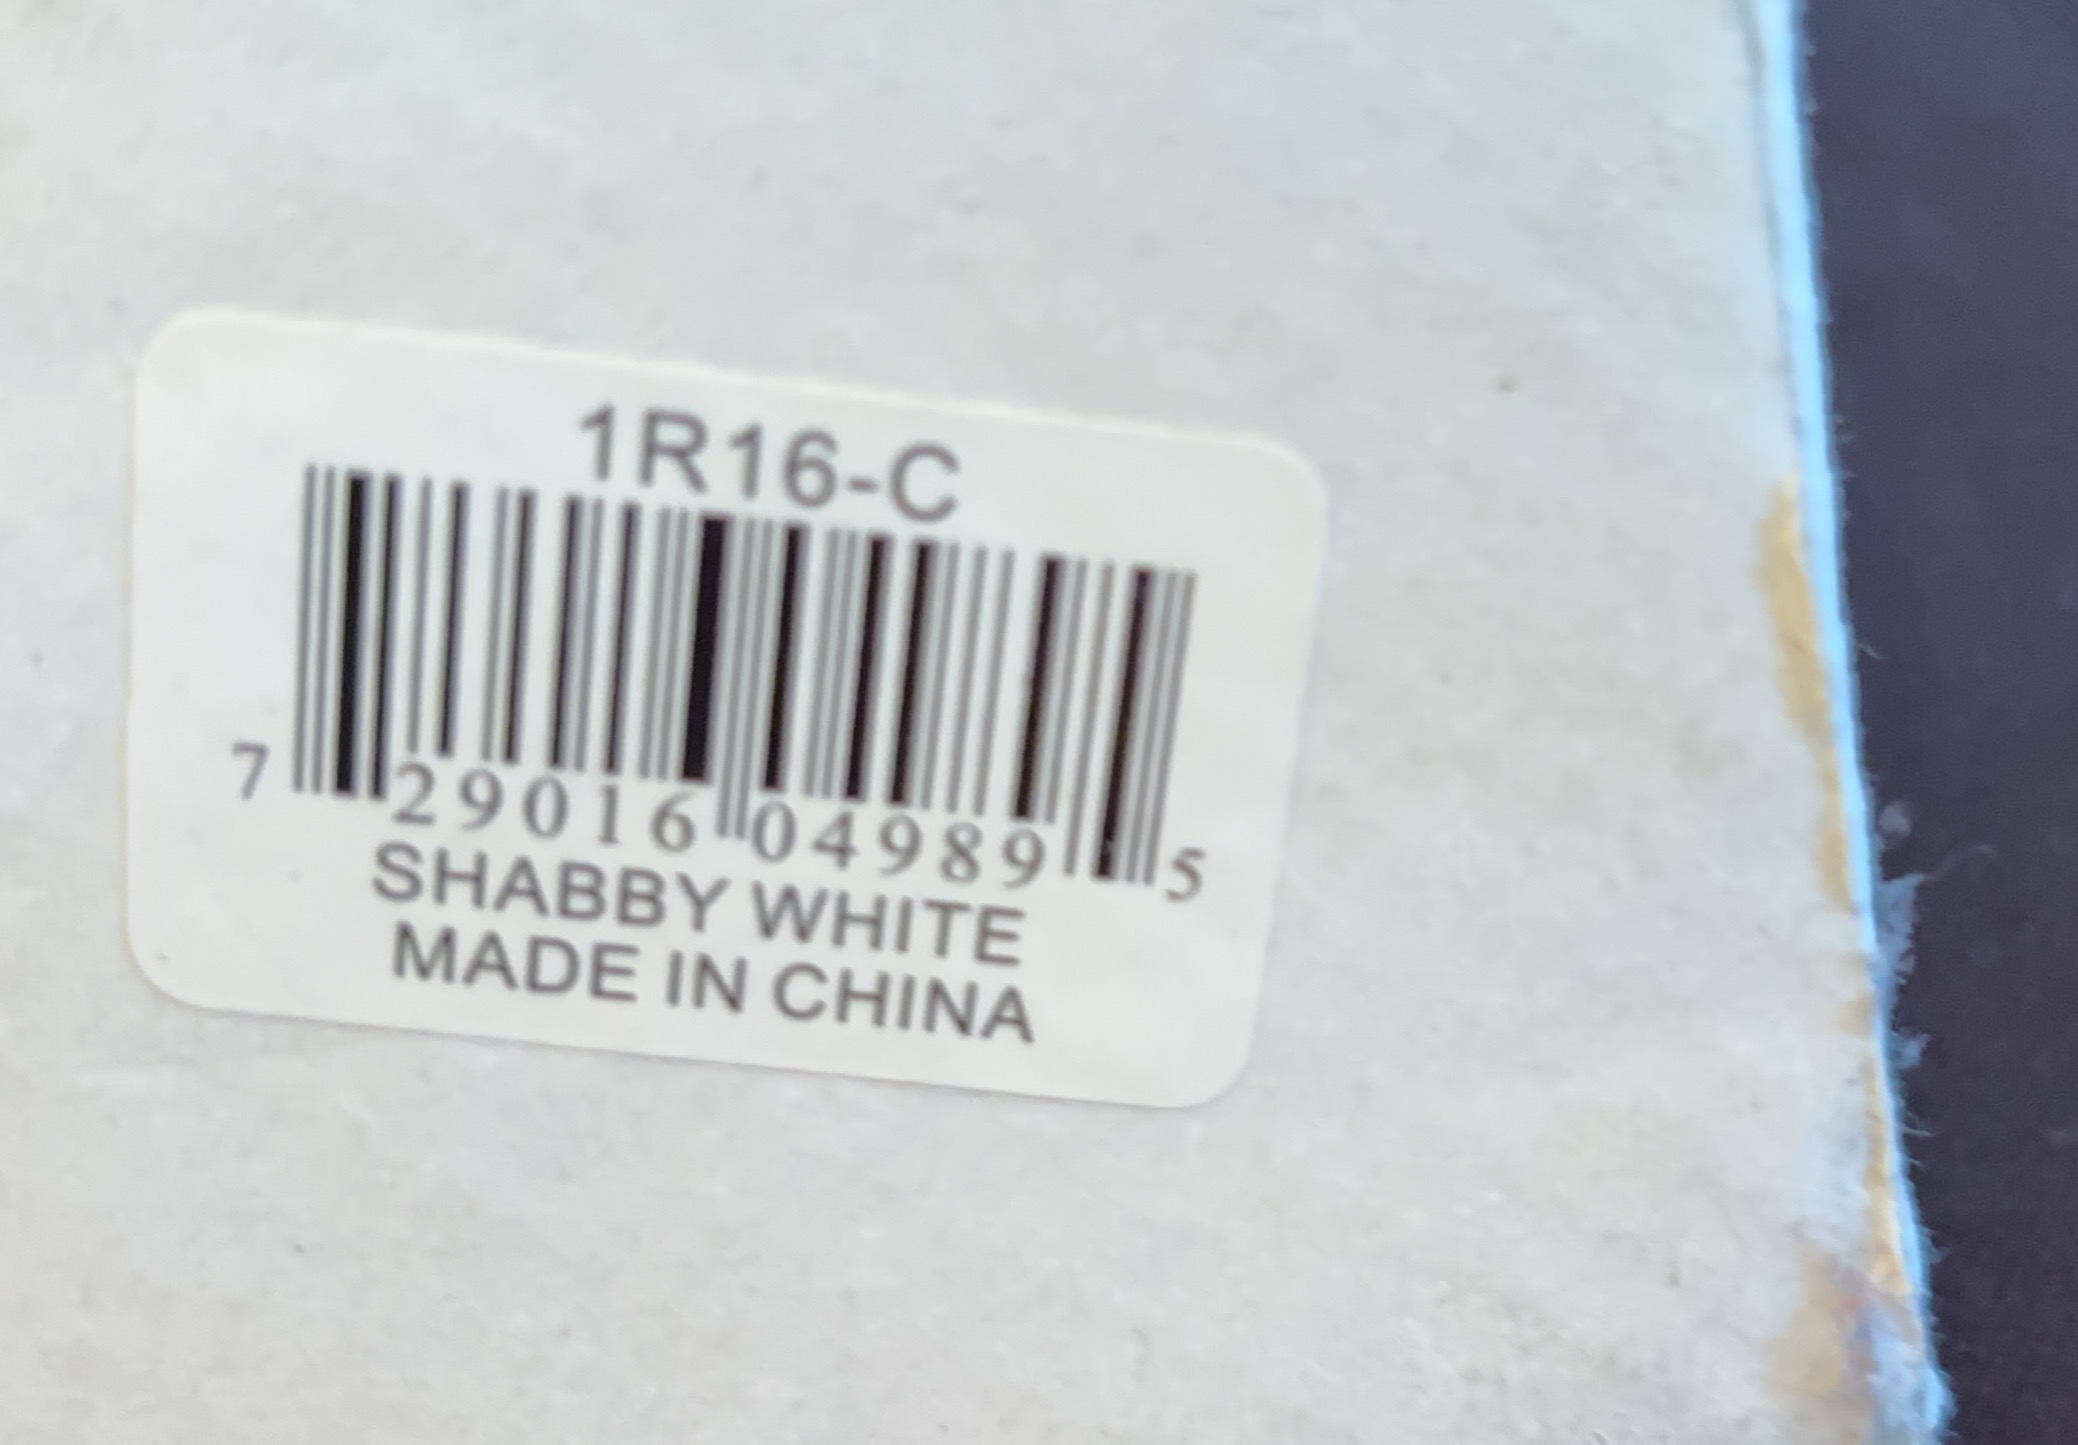 1R16-C
7 29016 04989 5
SHABBY WHITE
MADE IN CHINA